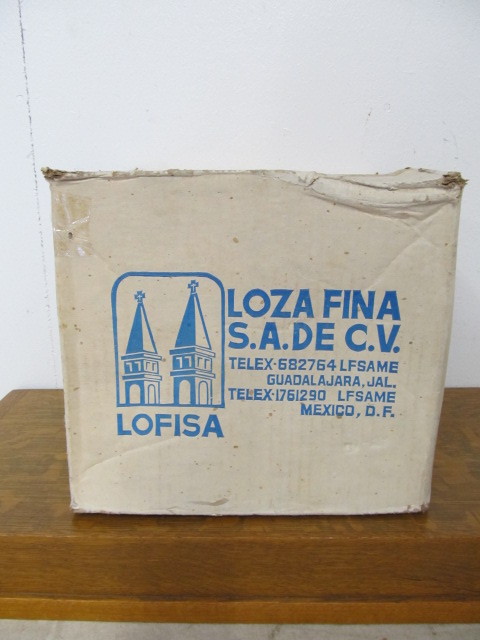 LOZA FINA
S.A. DE C.V.
TELEX-682764 LFSAME
GUADALAJARA, JAL.
TELEX-1761290 LFSAME
MEXICO, D.F.
LOFISA